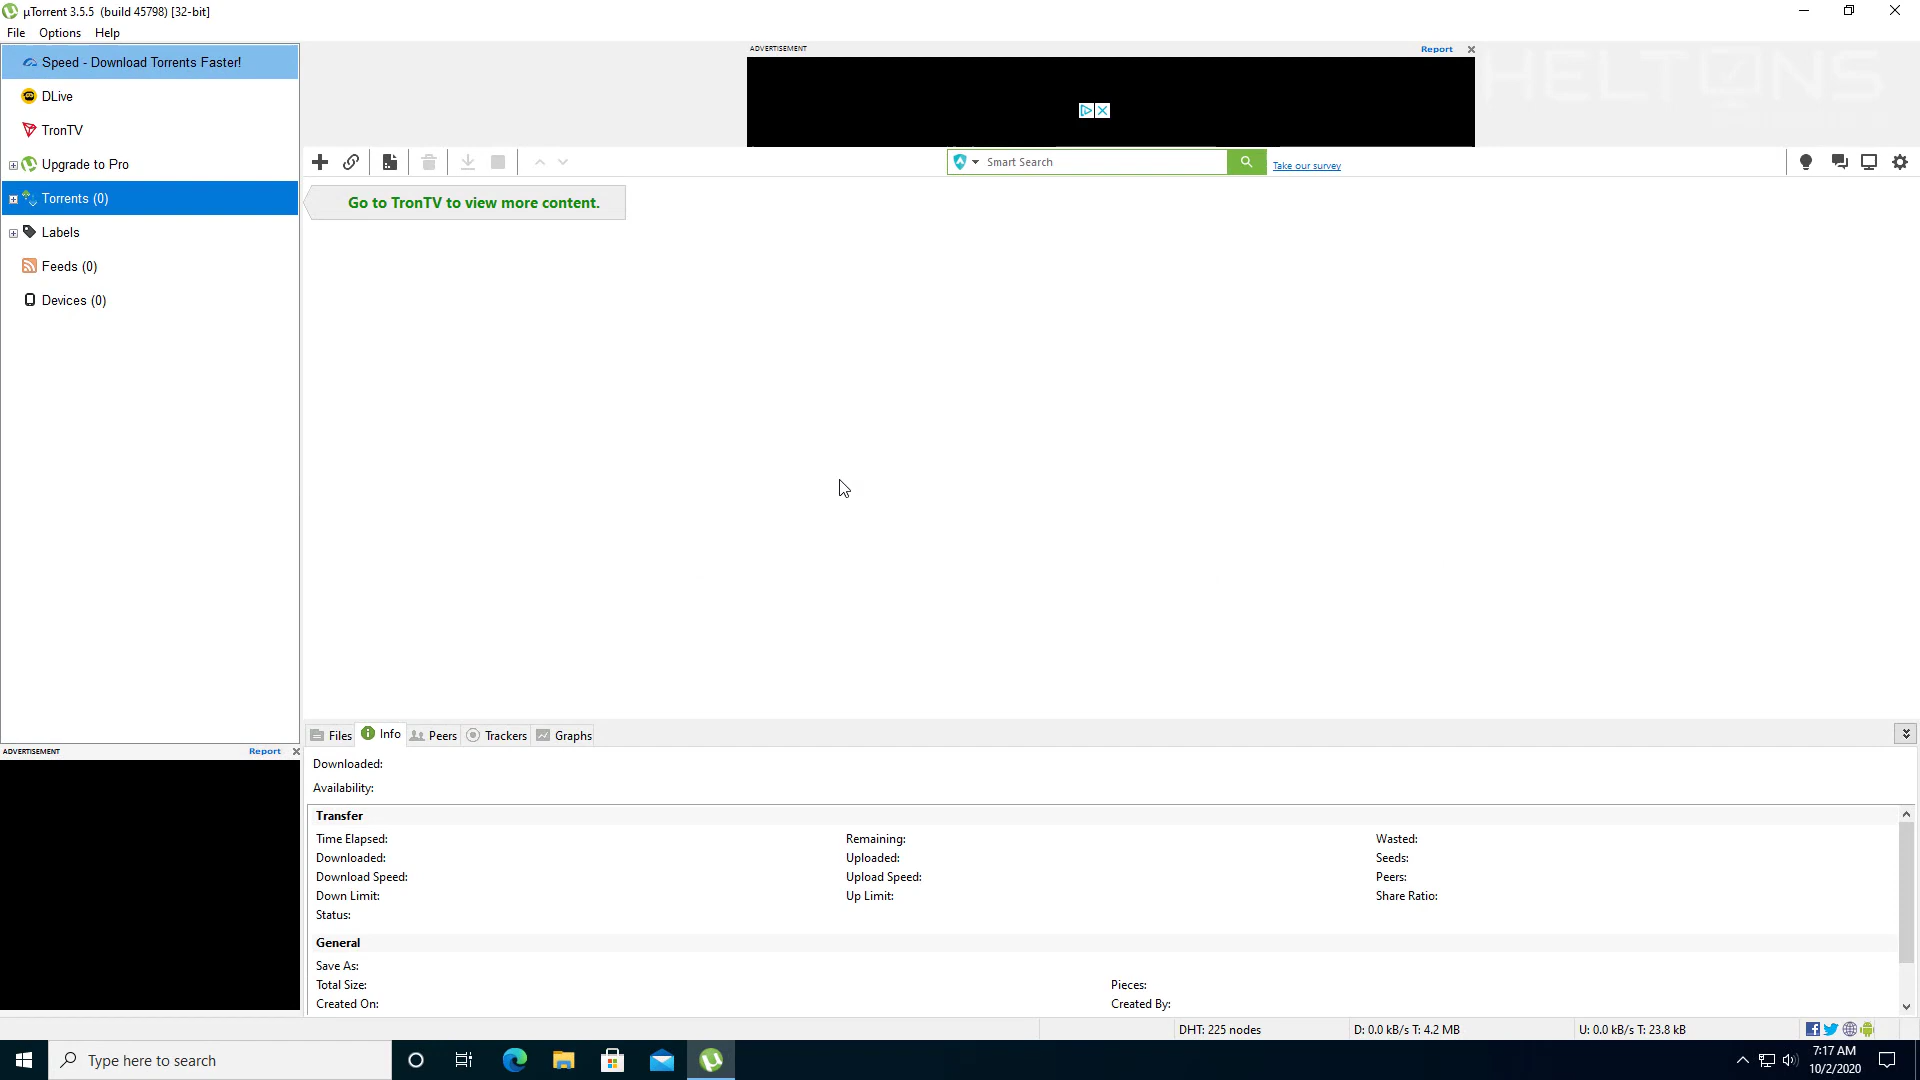 µTorrent 3.5.5 (build 45798) [32-bit]
File Options Help
Speed - Download Torrents Faster!
DLive
TronTV
Upgrade to Pro
Torrents (0)
Labels
Feeds (0)
Devices (0)
ADVERTISEMENT Report
HELTONS
Smart Search
Take our survey
Go to TronTV to view more content.
ADVERTISEMENT Report
Files Info Peers Trackers Graphs
Downloaded:
Availability:
Transfer
Time Elapsed: Remaining: Wasted:
Downloaded: Uploaded: Seeds:
Download Speed: Upload Speed: Peers:
Down Limit: Up Limit: Share Ratio:
Status:
General
Save As:
Total Size: Pieces:
Created On: Created By:
DHT: 225 nodes D: 0.0 kB/s T: 4.2 MB U: 0.0 kB/s T: 23.8 kB
Type here to search
7:17 AM
10/2/2020